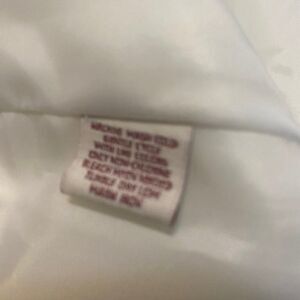 MACHINE WASH COLD
GENTLE CYCLE
WITH LIKE COLORS
ONLY NON-CHLORINE
BLEACH WHEN NEEDED
TUMBLE DRY LOW
WARM IRON